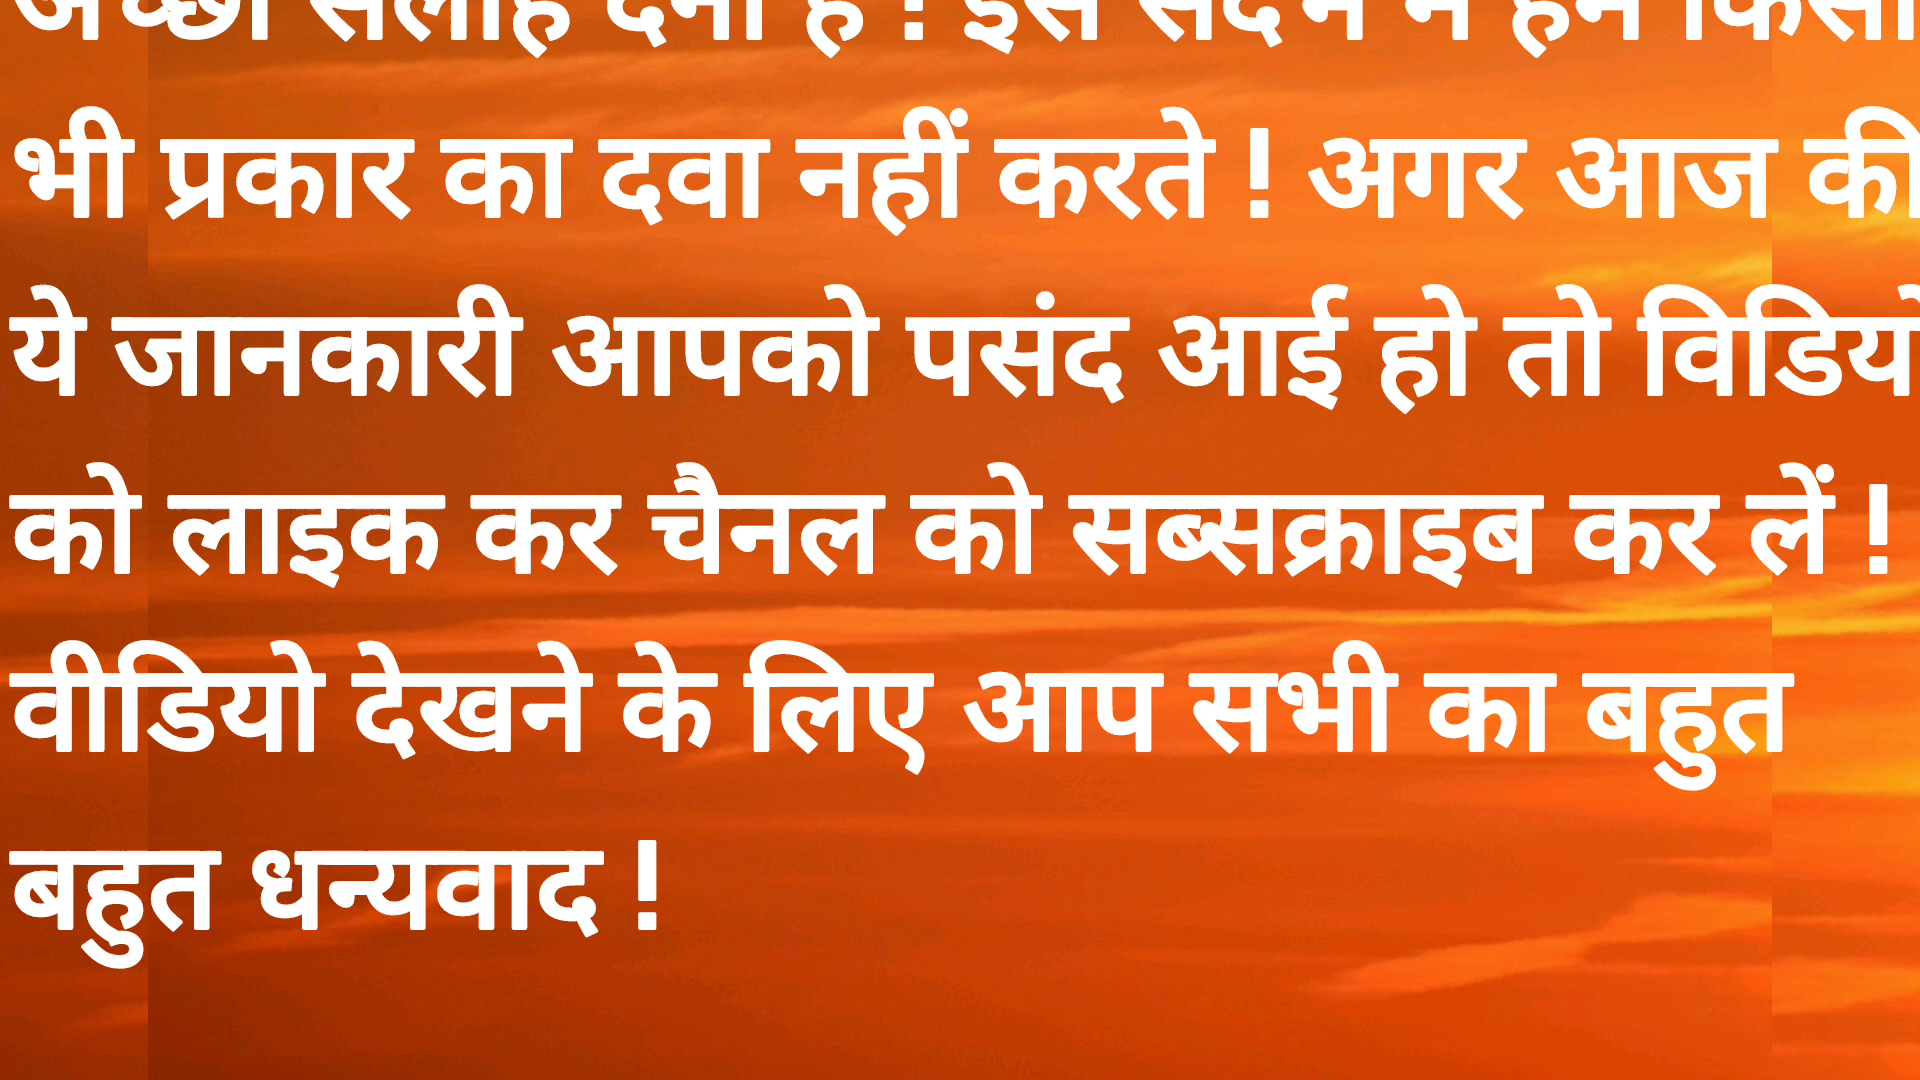 अच्छी सलाह देना है ! इस संदर्भ में हम किसी
भी प्रकार का दवा नहीं करते ! अगर आज की
ये जानकारी आपको पसंद आई हो तो विडियो
को लाइक कर चैनल को सब्सक्राइब कर लें !
वीडियो देखने के लिए आप सभी का बहुत
बहुत धन्यवाद !